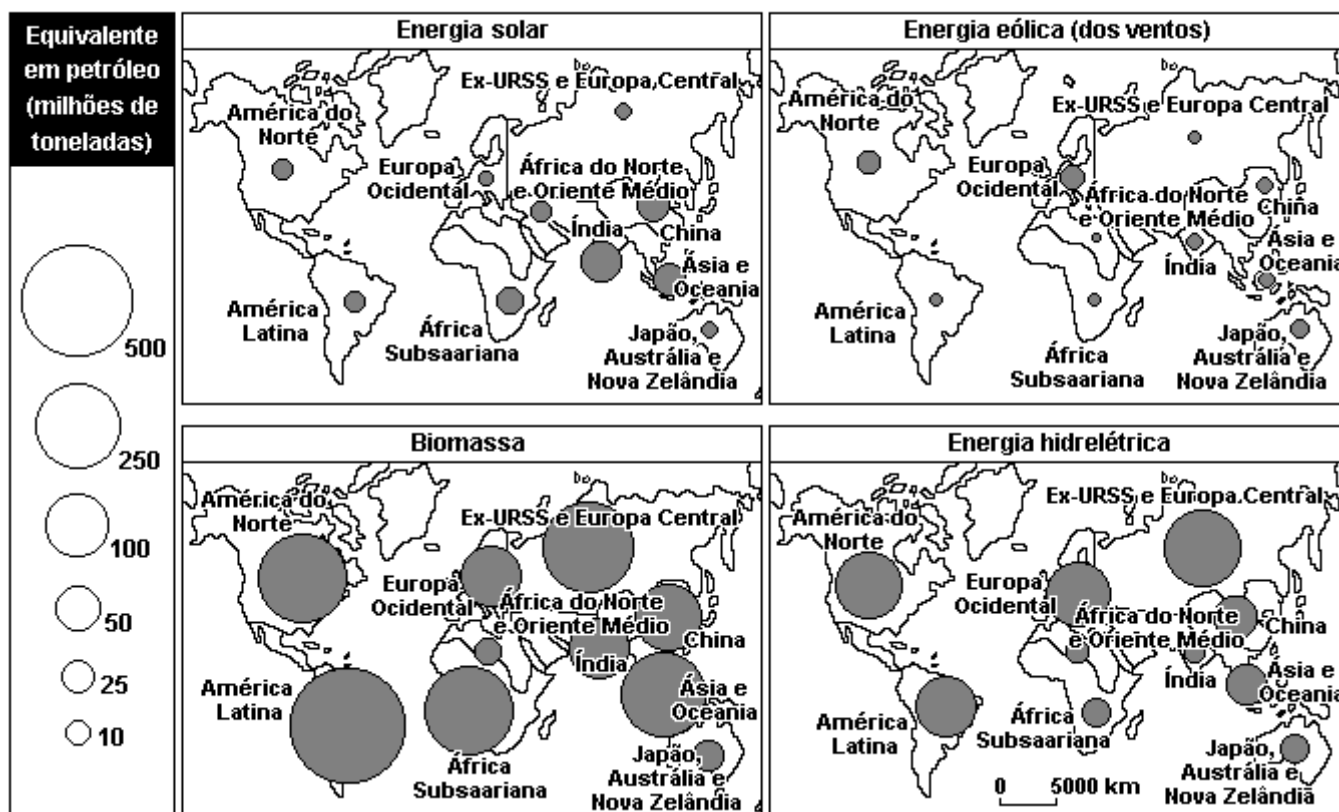 Equivalente
em petróleo
(milhões de
toneladas)
500
250
100
50
25
10
Energia solar
América do
Norte
Ex-URSS e Europa Central
Europa
Ocidental
África do Norte
e Oriente Médio
Índia
China
Ásia e
Oceania
América
Latina
África
Subsaariana
Japão,
Austrália e
Nova Zelândia
Energia eólica (dos ventos)
América do
Norte
Ex-URSS e Europa Central
Europa
Ocidental
África do Norte
e Oriente Médio
China
Índia
Ásia e
Oceania
América
Latina
África
Subsaariana
Japão,
Austrália e
Nova Zelândia
Biomassa
América do
Norte
Ex-URSS e Europa Central
Europa
Ocidental
África do Norte
e Oriente Médio
China
Índia
América
Latina
Ásia e
Oceania
África
Subsaariana
Japão,
Austrália e
Nova Zelândia
Energia hidrelétrica
América do
Norte
Ex-URSS e Europa Central
Europa
Ocidental
África do Norte
e Oriente Médio
China
Índia
Ásia e
Oceania
América
Latina
África
Subsaariana
Japão,
Austrália e
Nova Zelândia
0 5000 km